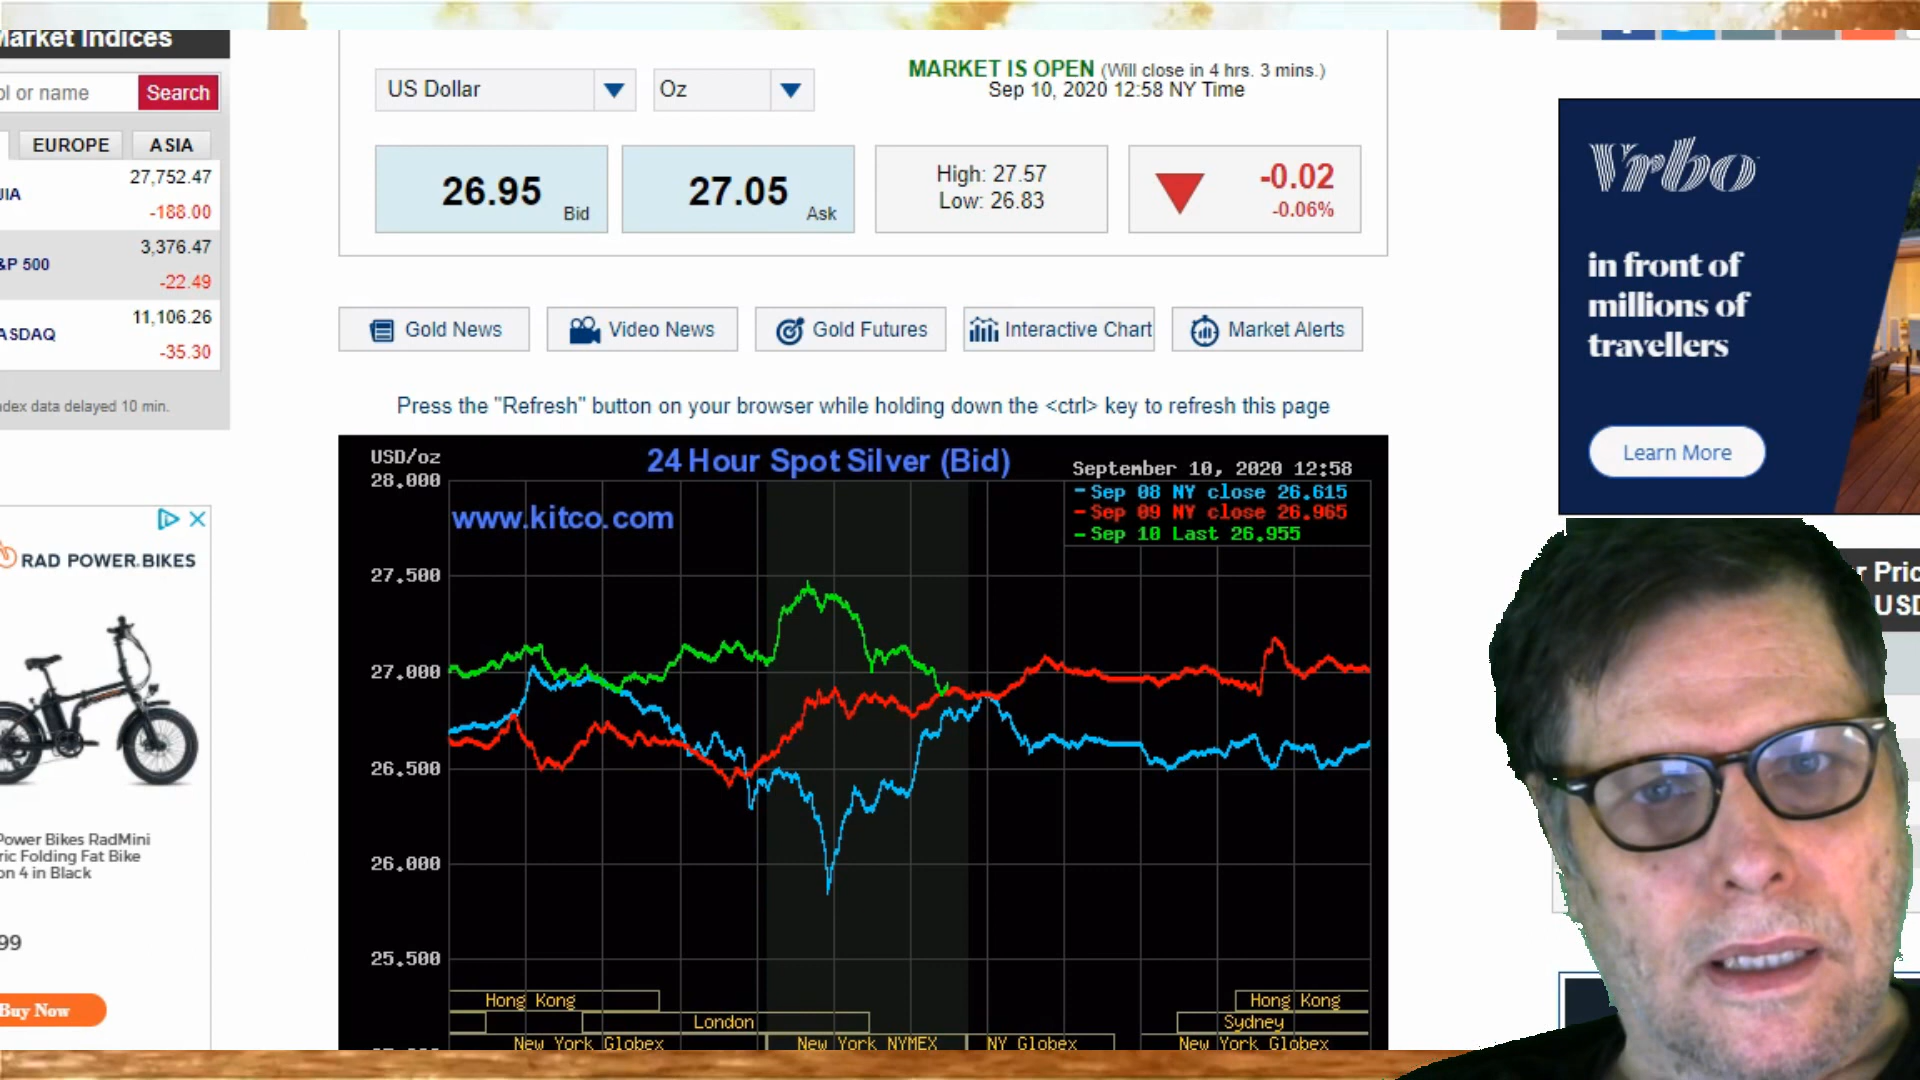 Market Indices
ol or name
Search
EUROPE
ASIA
JIA
27,752.47
-188.00
&P 500
3,376.47
-22.49
ASDAQ
11,106.26
-35.30
ndex data delayed 10 min.
US Dollar
Oz
MARKET IS OPEN (Will close in 4 hrs. 3 mins.)
Sep 10, 2020 12:58 NY Time
26.95 Bid
27.05 Ask
High: 27.57
Low: 26.83
-0.02
-0.06%
Gold News
Video News
Gold Futures
Interactive Chart
Market Alerts
Press the "Refresh" button on your browser while holding down the <ctrl> key to refresh this page
USD/oz
24 Hour Spot Silver (Bid)
September 10, 2020 12:58
Sep 08 NY close 26.615
Sep 09 NY close 26.965
Sep 10 Last 26.955
www.kitco.com
28.000
27.500
27.000
26.500
26.000
25.500
Hong Kong
Hong Kong
London
Sydney
New York Globex
New York NYMEX
NY Globex
New York Globex
RAD POWER.BIKES
Power Bikes RadMini
ric Folding Fat Bike
on 4 in Black
99
Buy Now
Vrbo
in front of
millions of
travellers
Learn More
r Pric
USD